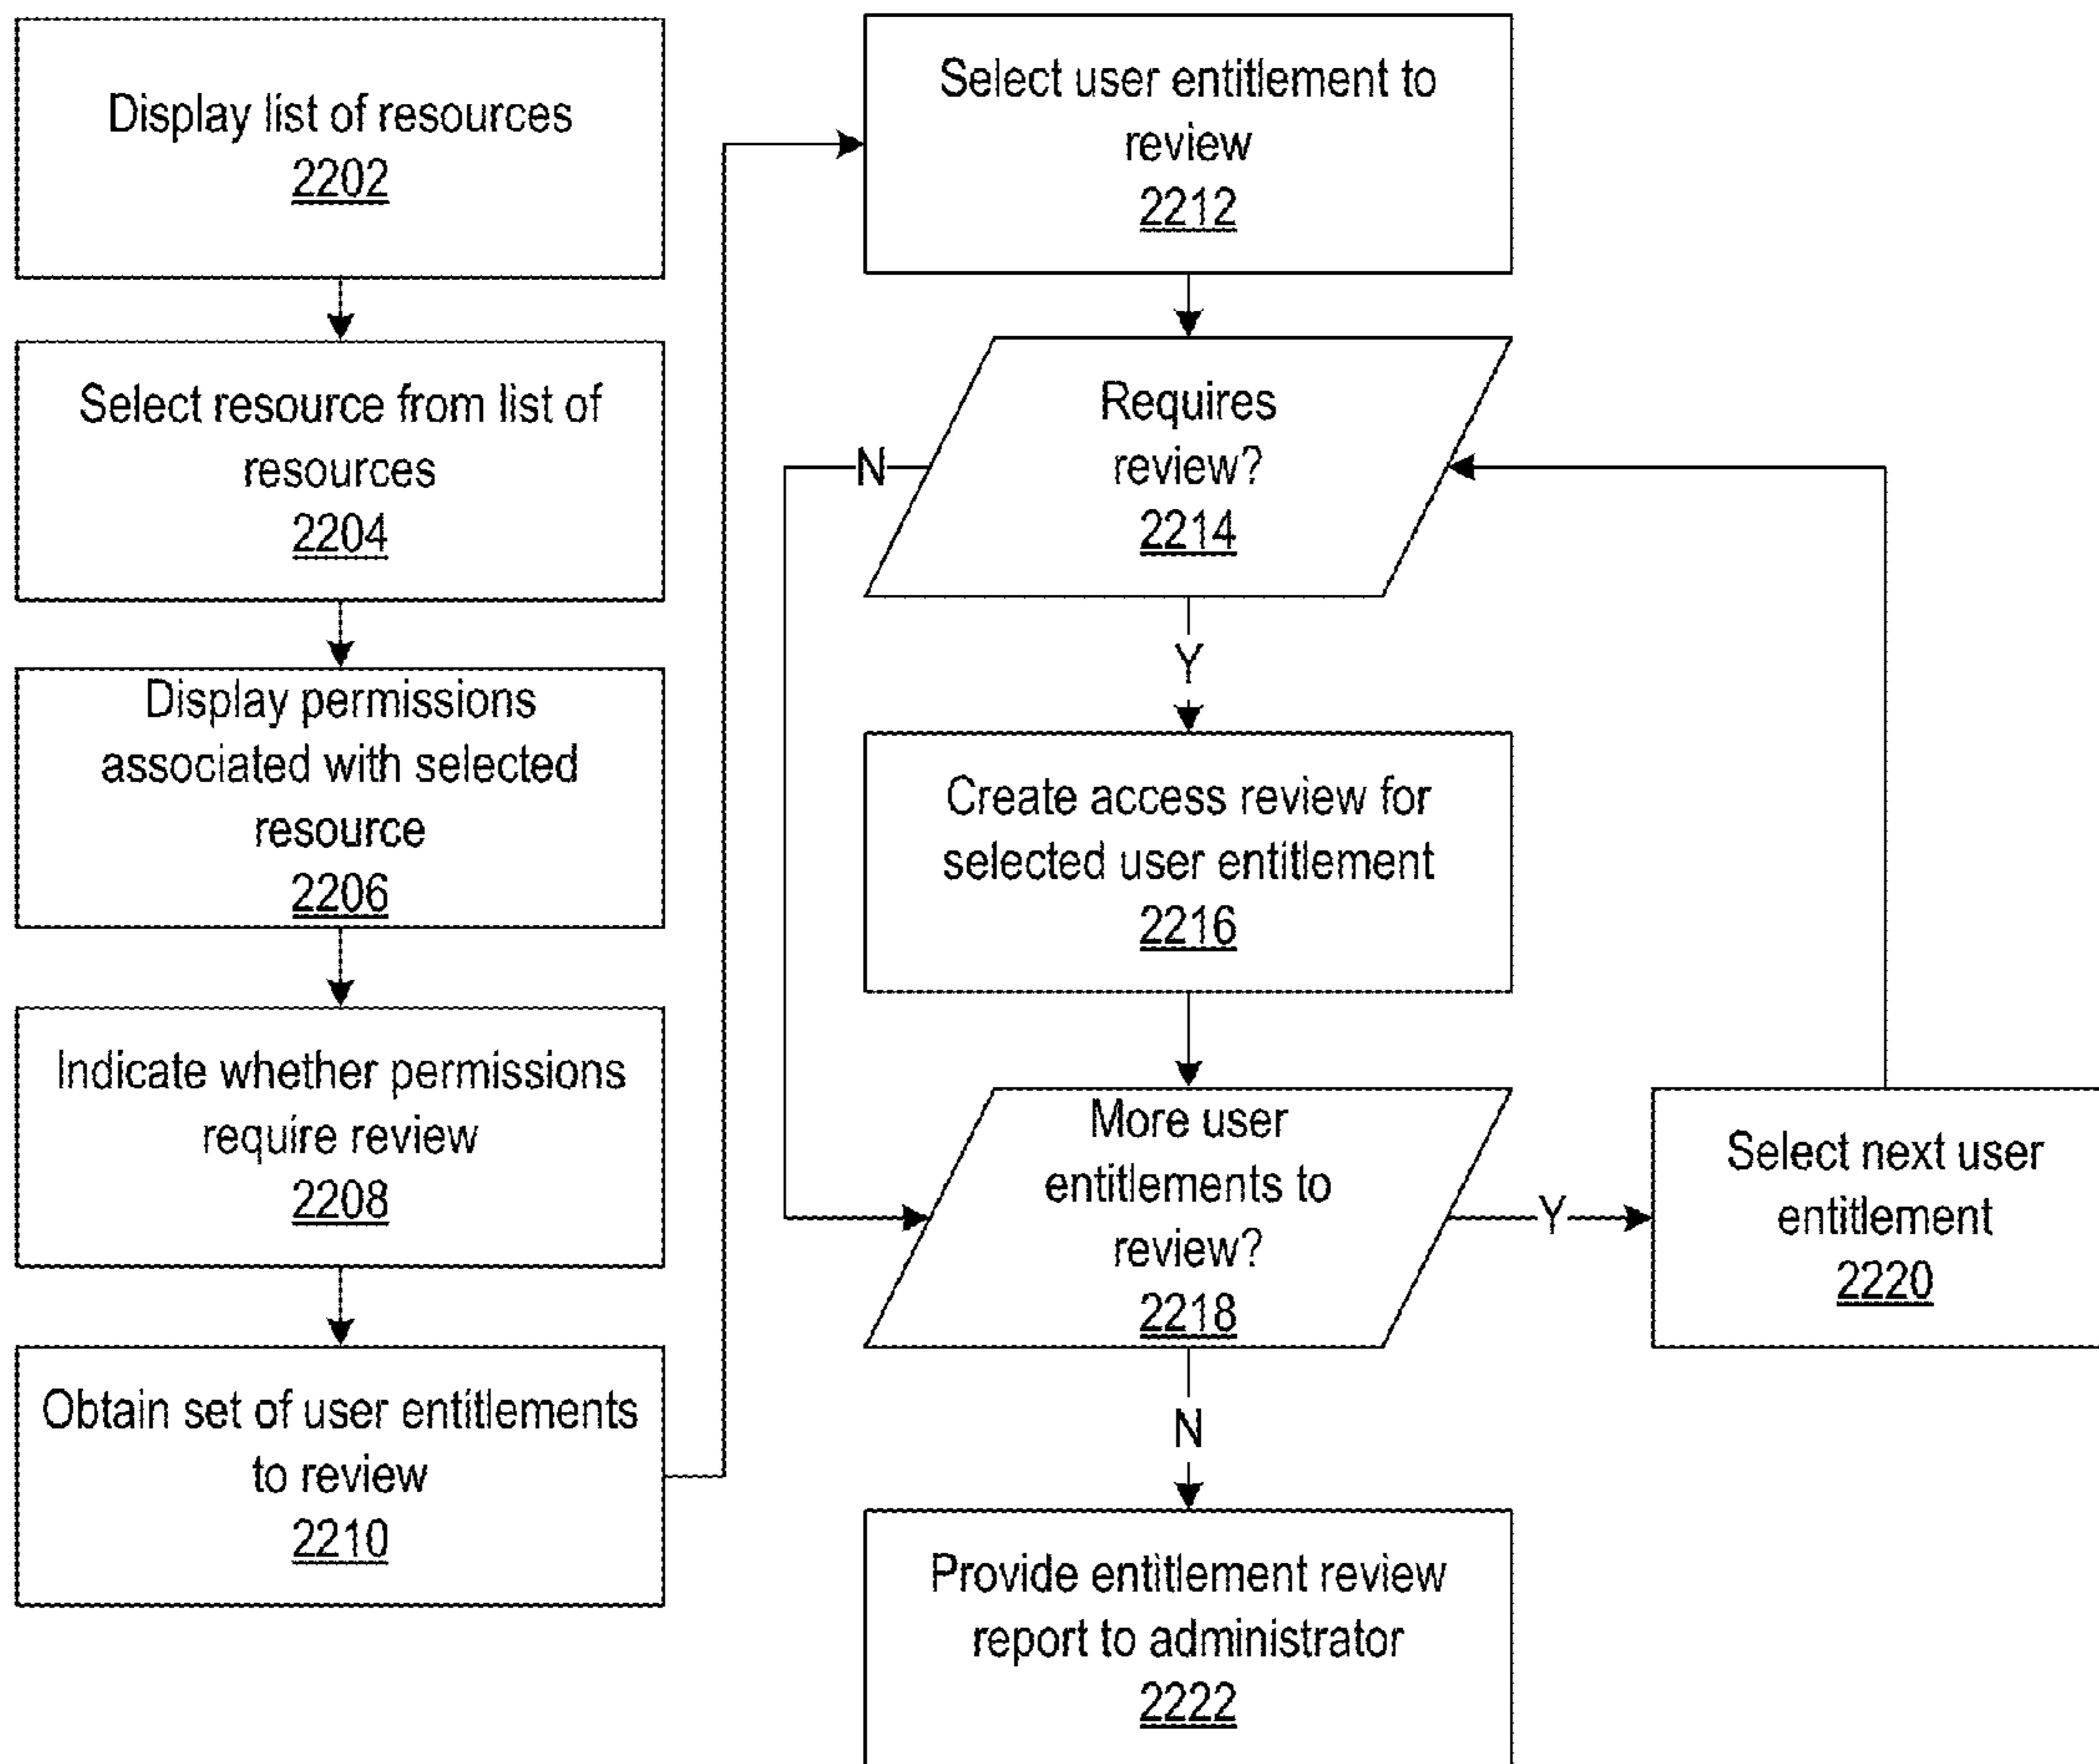 Display list of resources
2202
Select resource from list of
resources
2204
Display permissions
associated with selected
resource
2206
Indicate whether permissions
require review
2208
Obtain set of user entitlements
to review
2210
Select user entitlement to
review
2212
Requires
review?
2214
N
Y
Create access review for
selected user entitlement
2216
More user
entitlements to
review?
2218
Y
Select next user
entitlement
2220
N
Provide entitlement review
report to administrator
2222